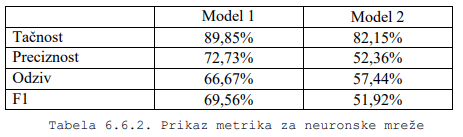 Model 1 Model 2
Tačnost 89,85% 82,15%
Preciznost 72,73% 52,36%
Odziv 66,67% 57,44%
F1 69,56% 51,92%
Tabela 6.6.2. Prikaz metrika za neuronske mreže